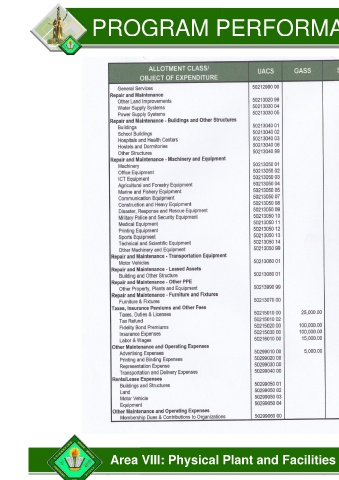 PROGRAM PERFORMA
ALLOTMENT CLASS/
OBJECT OF EXPENDITURE UACS GASS
General Services 50212990 99
Repair and Maintenance
Other Land Improvements 50213020 99
Water Supply Systems 50213030 04
Power Supply Systems 50213030 05
Repair and Maintenance - Buildings and Other Structures
Buildings 50213040 01
School Buildings 50213040 02
Hospitals and Health Centers 50213040 03
Hostels and Dormitories 50213040 06
Other Structures 50213040 99
Repair and Maintenance - Machinery and Equipment
Machinery 50213050 01
Office Equipment 50213050 02
ICT Equipment 50213050 03
Agricultural and Forestry Equipment 50213050 04
Marine and Fishery Equipment 50213050 05
Communication Equipment 50213050 07
Construction and Heavy Equipment 50213050 08
Disaster, Response and Rescue Equipment 50213050 09
Military Police and Security Equipment 50213050 10
Medical Equipment 50213050 11
Printing Equipment 50213050 12
Sports Equipment 50213050 13
Technical and Scientific Equipment 50213050 14
Other Machinery and Equipment 50213050 99
Repair and Maintenance - Transportation Equipment
Motor Vehicles 50213060 01
Repair and Maintenance - Leased Assets
Building and Other Structure 50213080 01
Repair and Maintenance - Other PPE
Other Property, Plants and Equipment 50213990 99
Repair and Maintenance - Furniture and Fixtures
Furniture & Fixtures 50213070 00
Taxes, Insurance Pemiums and Other Fees
Taxes, Duties & Licenses 50215010 00 25,000.00
Tax Refund 50215010 02
Fidelity Bond Premiums 50215020 00 100,000.00
Insurance Expenses 50215030 00 100,000.00
Labor & Wages 50216010 00 15,000.00
Other Maintenance and Operating Expenses
Advertising Expenses 50299010 00 5,000.00
Printing and Binding Expenses 50299020 00
Representation Expense 50299030 00
Transportation and Delivery Expenses 50299040 00
Rents/Lease Expenses
Buildings and Structures 50299050 01
Land 50299050 02
Motor Vehicle 50299050 03
Equipment 50299050 04
Other Maintenance and Operating Expenses
Membership Dues & Contributions to Organizations 50299060 00
Area VIII: Physical Plant and Facilities